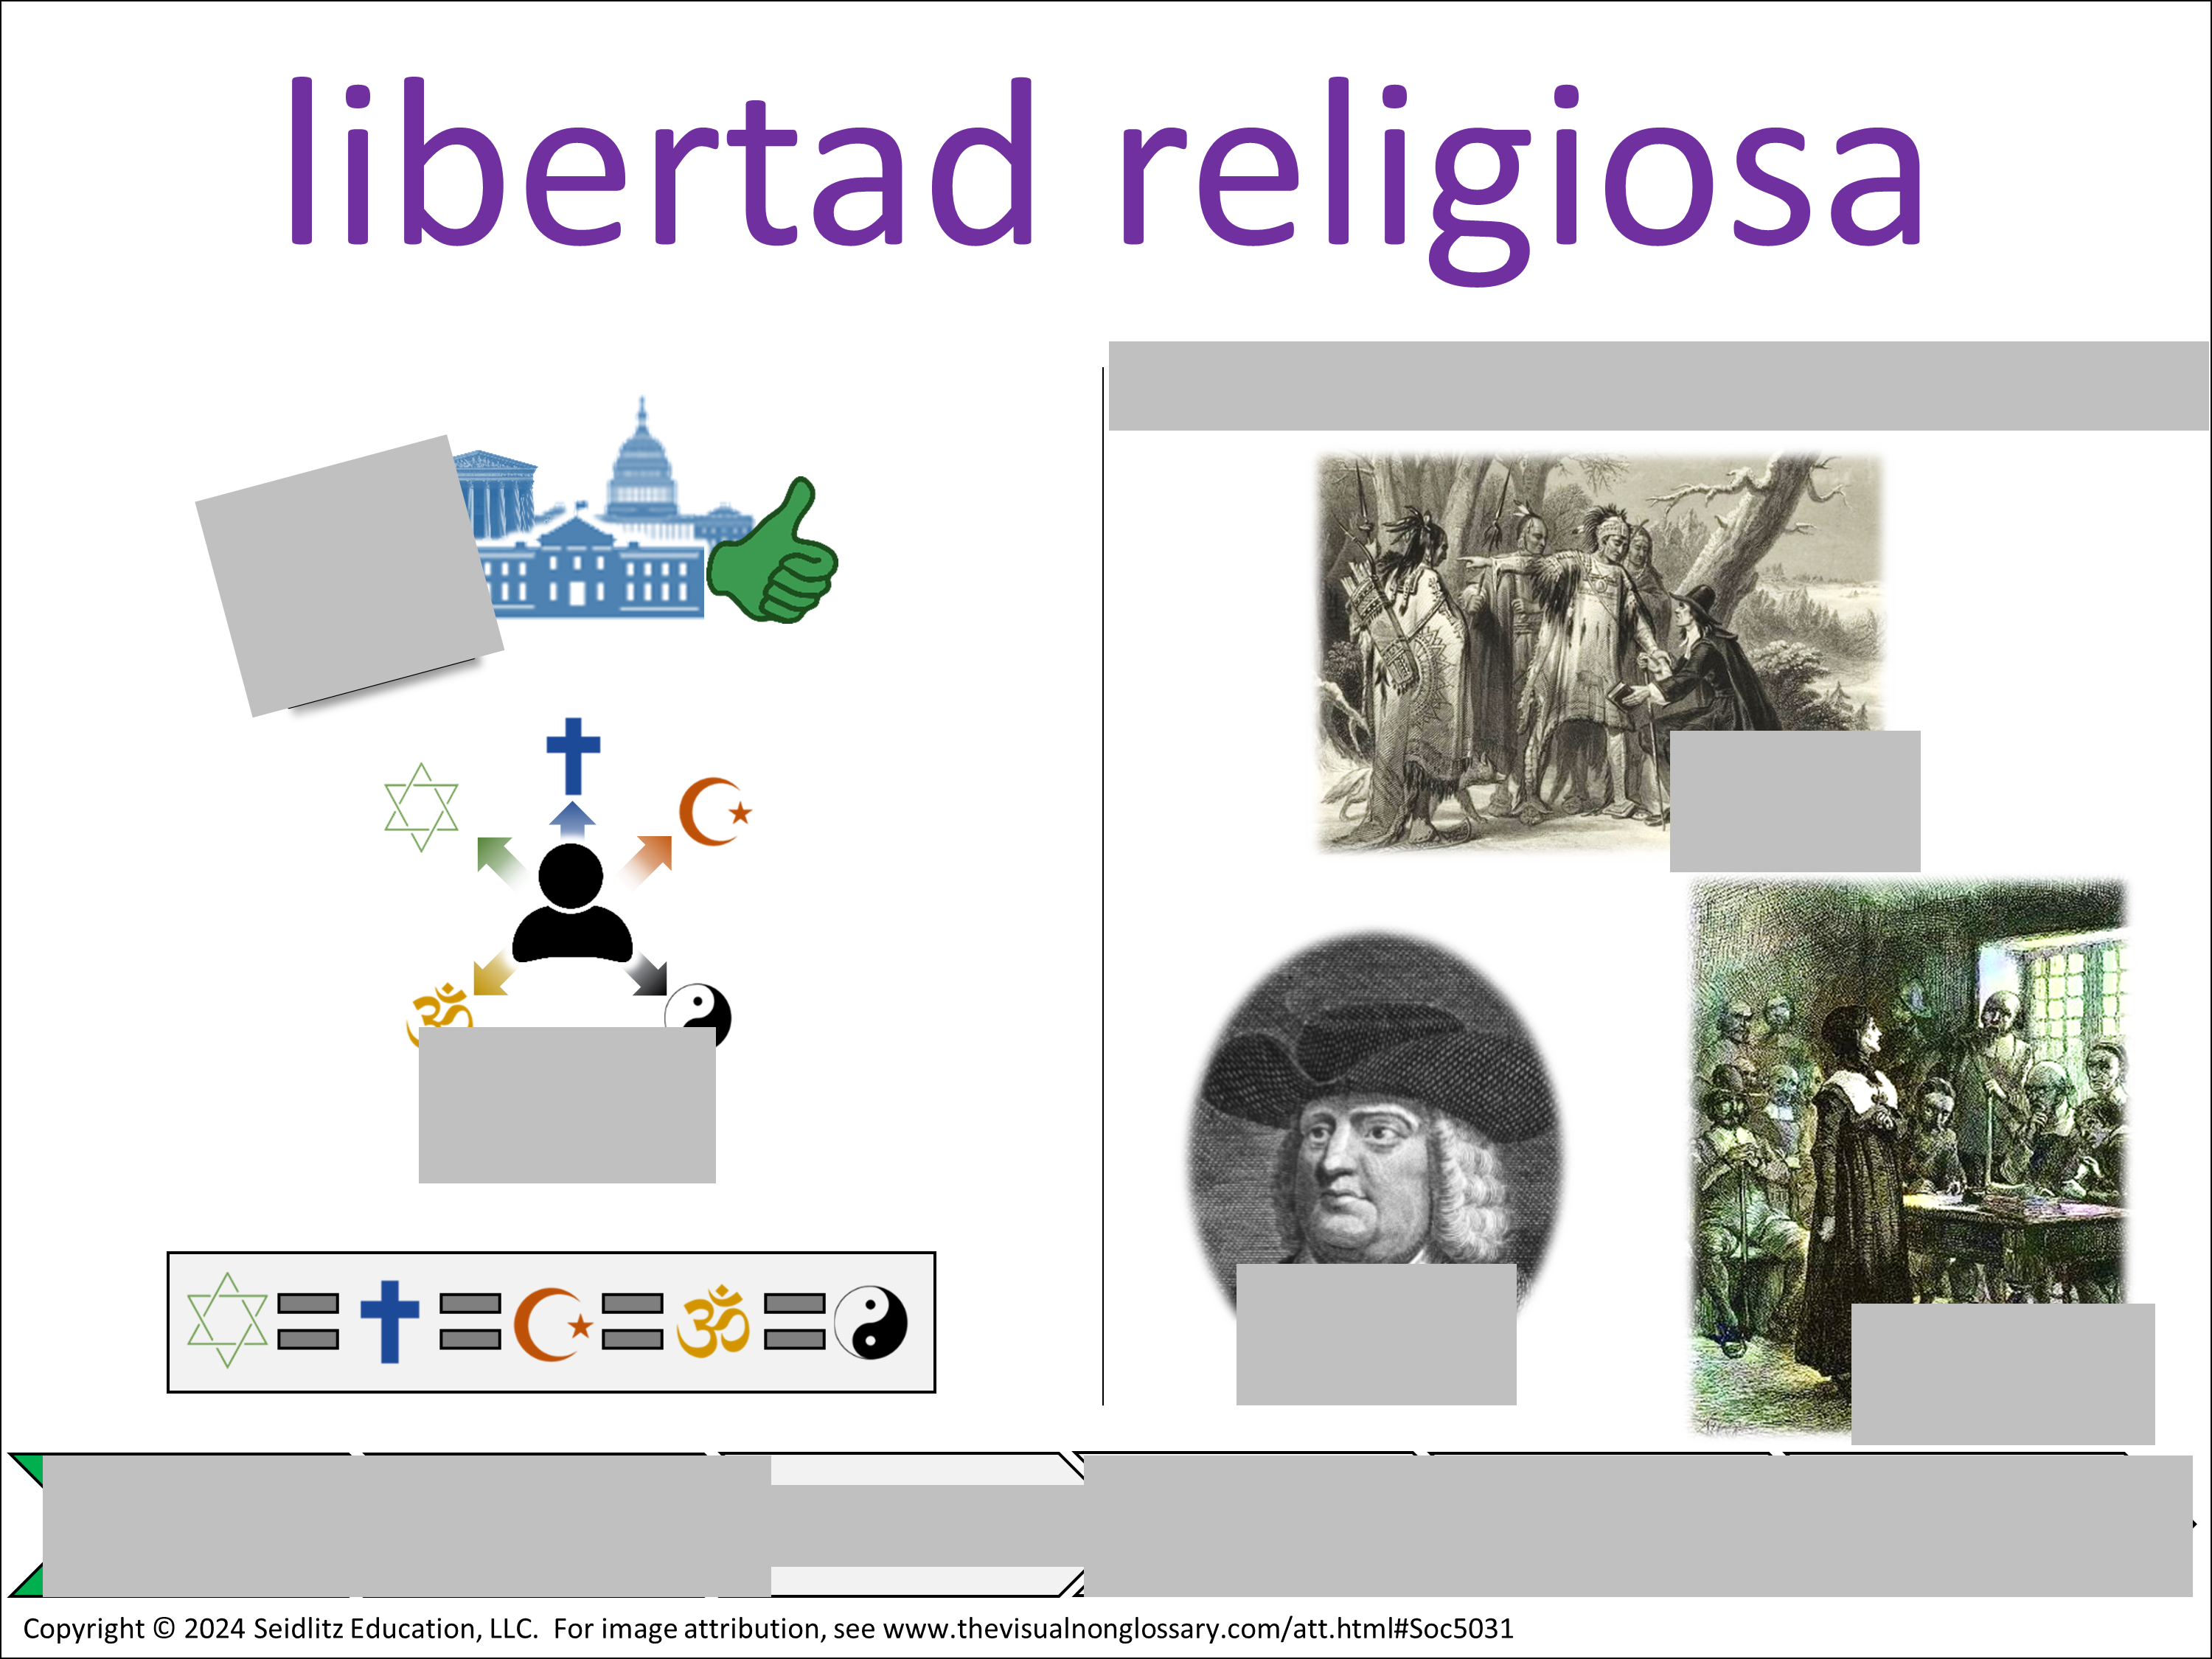 libertad religiosa
Copyright © 2024 Seidlitz Education, LLC.  For image attribution, see www.thevisualnonglossary.com/att.html#Soc5031